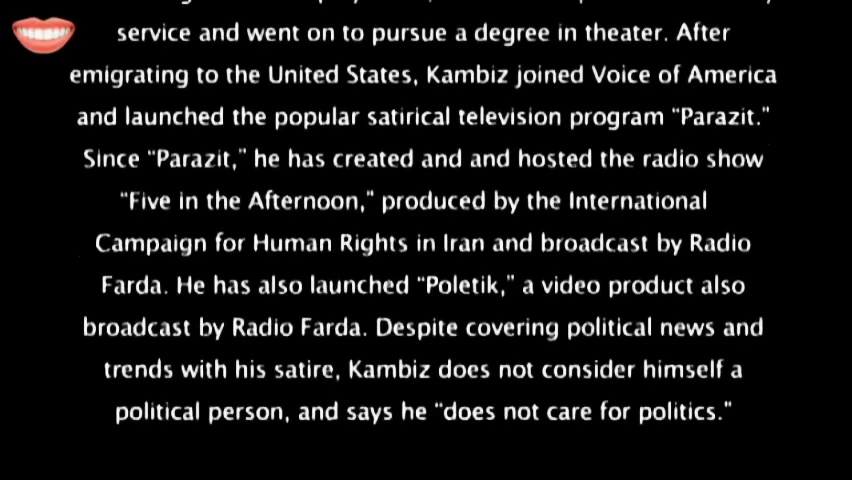 service and went on to pursue a degree in theater. After
emigrating to the United States, Kambiz joined Voice of America
and launched the popular satirical television program “Parazit.”
Since “Parazit,” he has created and and hosted the radio show
“Five in the Afternoon,” produced by the International
Campaign for Human Rights in Iran and broadcast by Radio
Farda. He has also launched “Poletik,” a video product also
broadcast by Radio Farda. Despite covering political news and
trends with his satire, Kambiz does not consider himself a
political person, and says he “does not care for politics.”